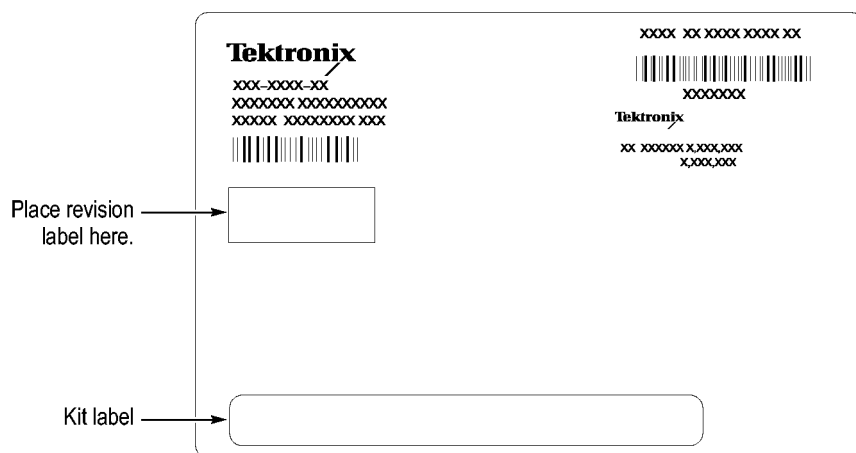 Tektronix
XXX–XXXX–XX
XXXXXXX XXXXXXXXXX
XXXXX XXXXXXXX XXX
XXXX XX XXXX XXXX XX
XXXXXXX
Tektronix
XX XXXXXX X,XXX,XXX
X,XXX,XXX
Place revision
label here.
Kit label